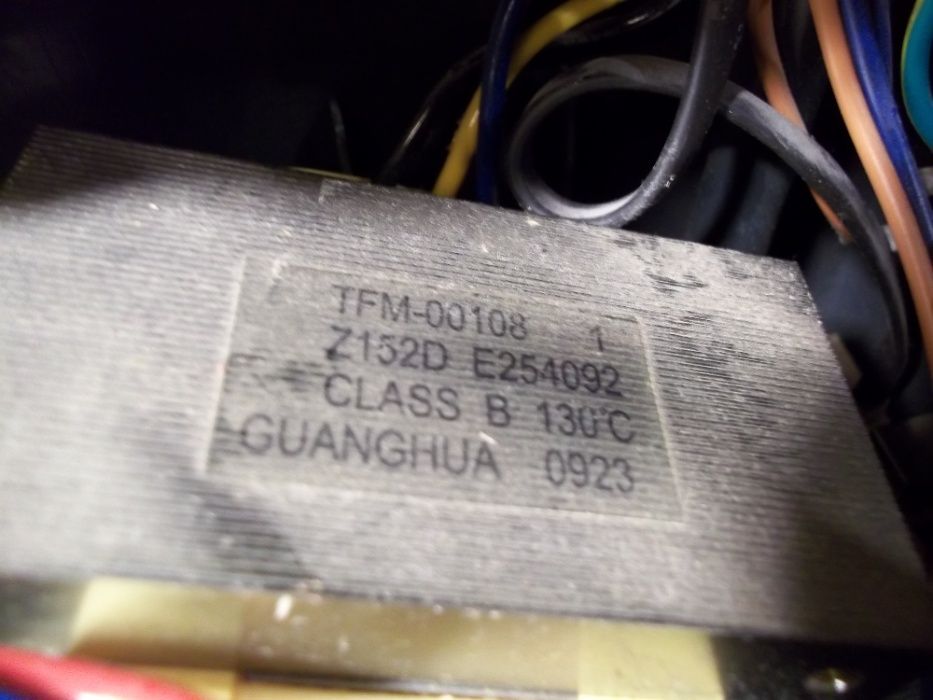 TFM-00108 1
Z152D E254092
CLASS B 130°C
GUANGHUA 0923